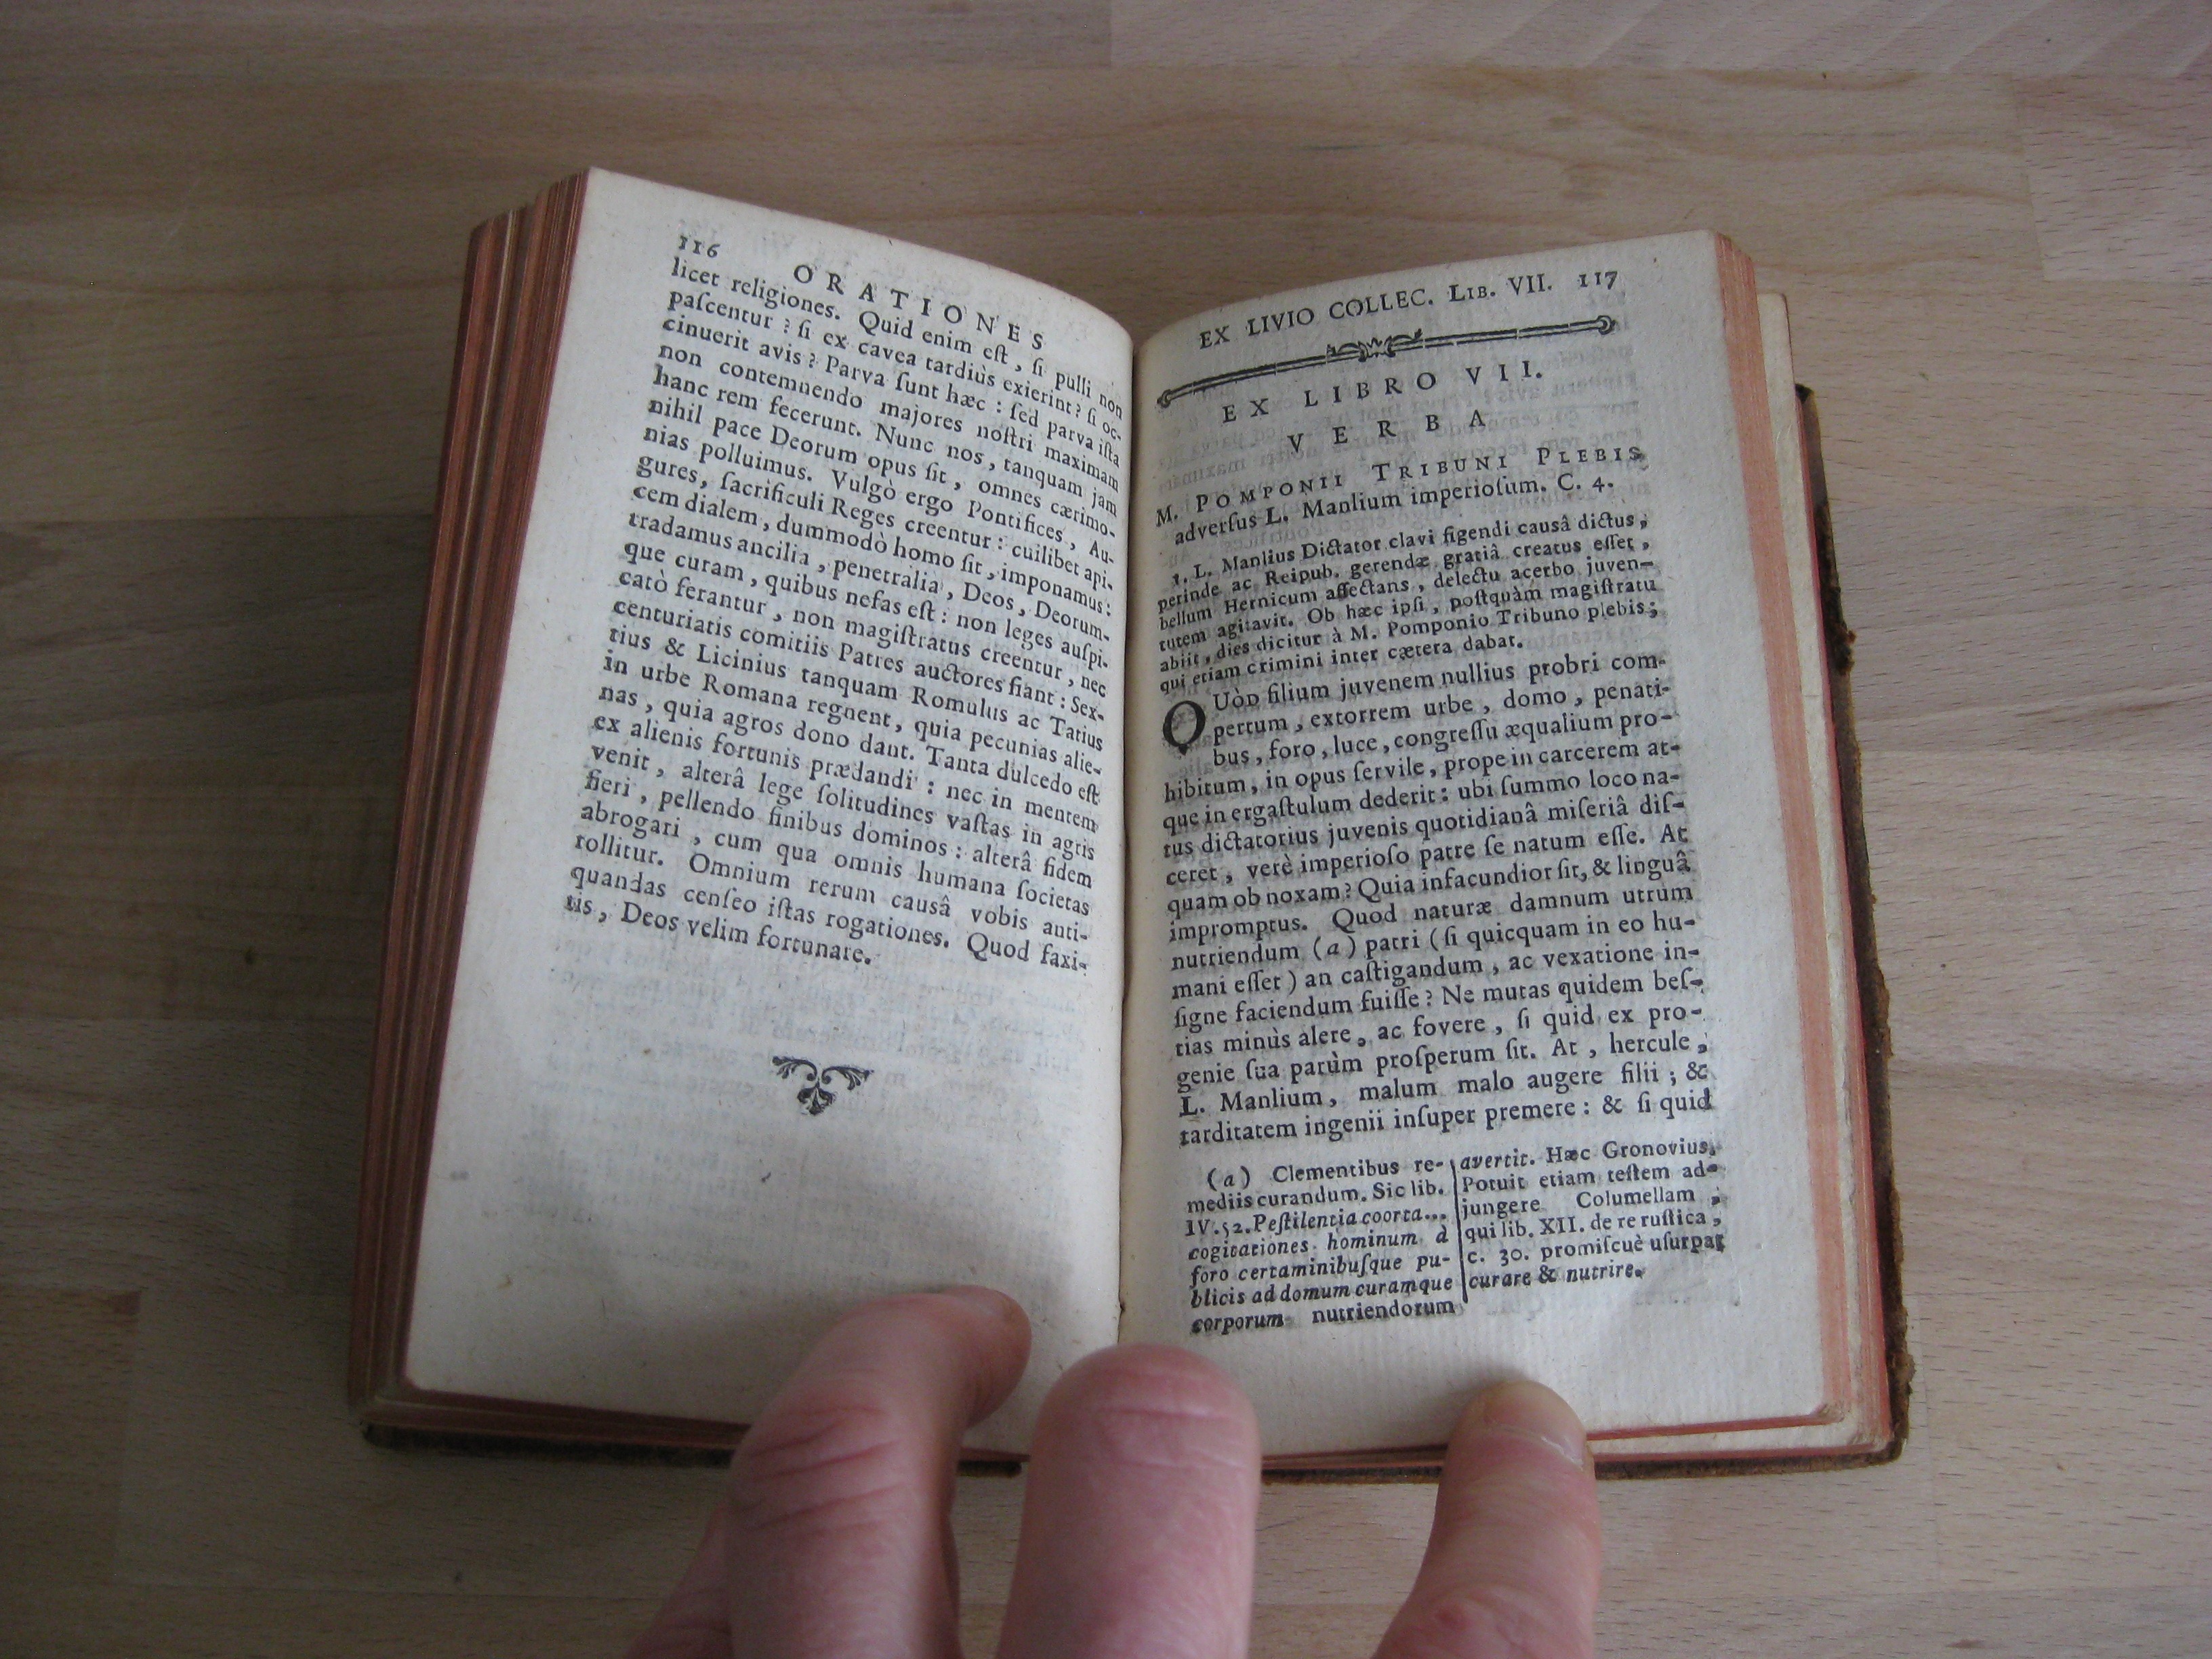 116 ORATIONES
licet religiones. Quid enim eſt, ſi pulli non
paſcentur? ſi ex cavea tardiùs exierint? ſi oc-
cinuerit avis? Parva ſunt hæc: ſed parva iſta
non contemnendo majores noſtri maximam
hanc rem fecerunt. Nunc nos, tanquam jam
nihil pace Deorum opus ſit, omnes cærimo-
nias polluimus. Vulgò ergo Pontifices, Au-
gures, ſacrificuli Reges creentur: cuilibet api-
cem dialem, dummodò homo ſit, imponamus:
tradamus ancilia, penetralia, Deos, Deorum-
que curam, quibus nefas eſt: non leges auſpi-
catò ferantur, non magiſtratus creentur, nec
centuriatis comitiis Patres auctores fiant: Sex-
tius & Licinius tanquam Romulus ac Tatius
in urbe Romana regnent, quia pecunias alie-
nas, quia agros dono dant. Tanta dulcedo eſt
ex alienis fortunis prædandi: nec in mentem
venit, alterâ lege ſolitudines vaſtas in agris
fieri, pellendo finibus dominos: alterâ fidem
abrogari, cum qua omnis humana ſocietas
tollitur. Omnium rerum causâ vobis anti-
quandas cenſeo iſtas rogationes. Quod faxi-
tis, Deos velim fortunare.
EX LIVIO COLLEC. LIB. VII. 117
EX LIBRO VII.
VERBA
M. POMPONII TRIBUNI PLEBIS
adverſus L. Manlium imperioſum. C. 4.
1. L. Manlius Dictator clavi figendi causâ dictus,
perinde ac Reipub. gerendæ gratiâ creatus eſſet,
bellum Hernicum affectans, delectu acerbo juven-
tutem agitavit. Ob hæc ipſi, poſtquàm magiſtratu
abiit, dies dicitur à M. Pomponio Tribuno plebis;
qui etiam crimini inter cætera dabat.
QUÒD filium juvenem nullius probri com-
pertum, extorrem urbe, domo, penati-
bus, foro, luce, congreſſu æqualium pro-
hibitum, in opus ſervile, prope in carcerem at-
que in ergaſtulum dederit: ubi ſummo loco na-
tus dictatorius juvenis quotidianâ miſeriâ diſ-
ceret, verè imperioſo patre ſe natum eſſe. At
quam ob noxam? Quia infacundior ſit, & linguâ
impromptus. Quod naturæ damnum utrùm
nutriendum (a) patri (ſi quicquam in eo hu-
mani eſſet) an caſtigandum, ac vexatione in-
ſigne faciendum fuiſſe? Ne mutas quidem beſ-
tias minùs alere, ac fovere, ſi quid ex pro-
genie ſua parùm proſperum ſit. At, hercule,
L. Manlium, malum malo augere filii; &
tarditatem ingenii inſuper premere: & ſi quid
(a) Clementibus re-
mediis curandum. Sic lib.
IV. 52. Peſtilentia coorta...
cogitationes hominum à
foro certaminibuſque pu-
blicis ad domum curamque
corporum nutriendorum
avertit. Hæc Gronovius.
Potuit etiam teſtem ad-
jungere Columellam,
qui lib. XII. de re ruſtica,
c. 30. promiſcuè uſurpat
curare & nutrire.